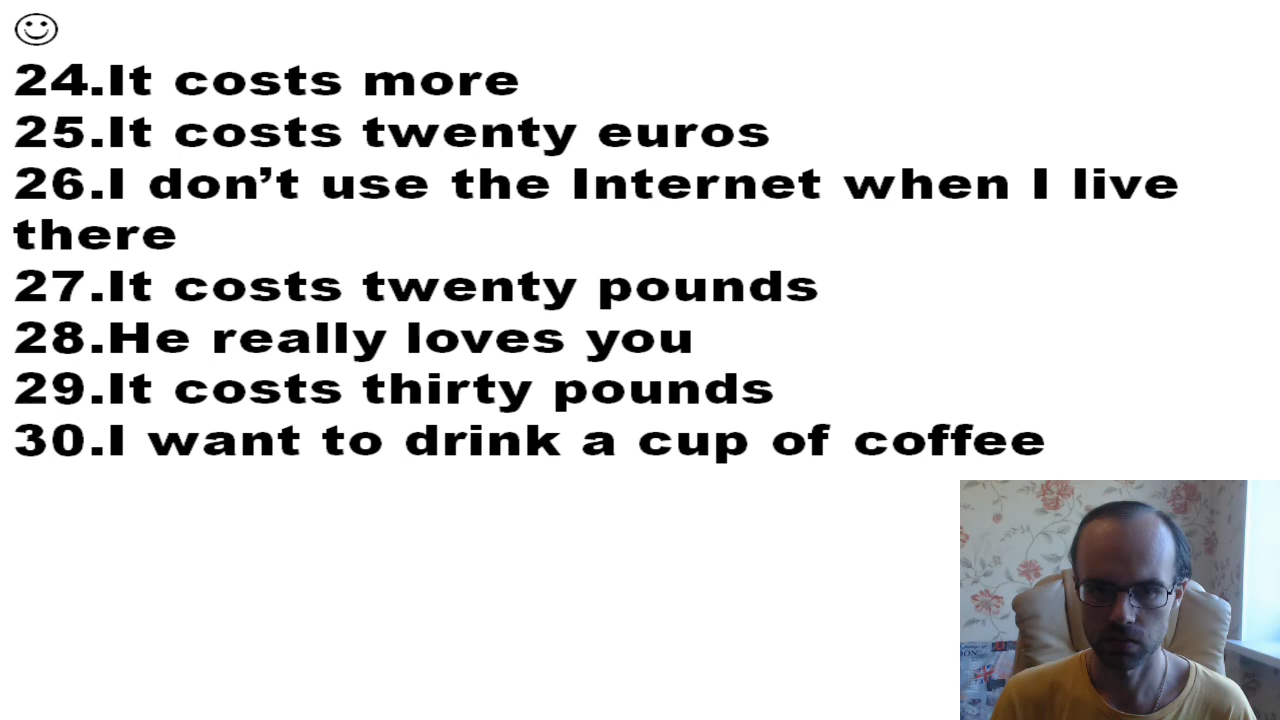 ☺
24.It costs more
25.It costs twenty euros
26.I don’t use the Internet when I live
there
27.It costs twenty pounds
28.He really loves you
29.It costs thirty pounds
30.I want to drink a cup of coffee